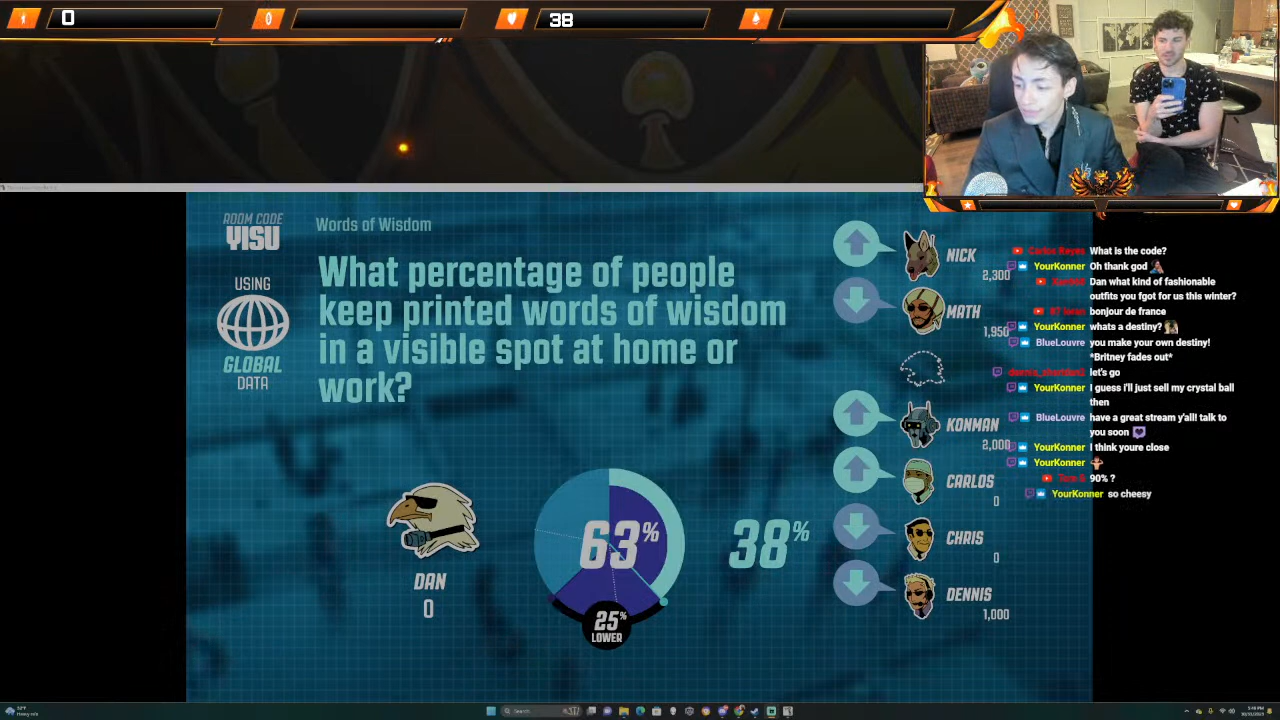 0
38
ROOM CODE
YISU
USING
GLOBAL
DATA
Words of Wisdom
What percentage of people
keep printed words of wisdom
in a visible spot at home or
work?
DAN
0
63%
38%
25%
LOWER
NICK
2,300
MATH
1,950
KONMAN
2,000
CARLOS
0
CHRIS
0
DENNIS
1,000
Carlos Reyes What is the code?
YourKonner Oh thank god
Dan what kind of fashionable
outfits you fgot for us this winter?
bonjour de france
YourKonner whats a destiny?
BlueLouvre you make your own destiny!
*Britney fades out*
let's go
YourKonner I guess i'll just sell my crystal ball
then
BlueLouvre have a great stream y'all! talk to
you soon
YourKonner I think youre close
YourKonner
90% ?
YourKonner so cheesy
Search